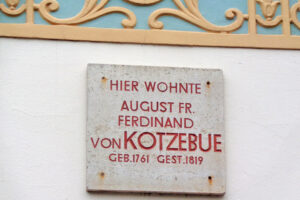 HIER WOHNTE
AUGUST FR.
FERDINAND
VON KOTZEBUE
GEB. 1761 GEST. 1819